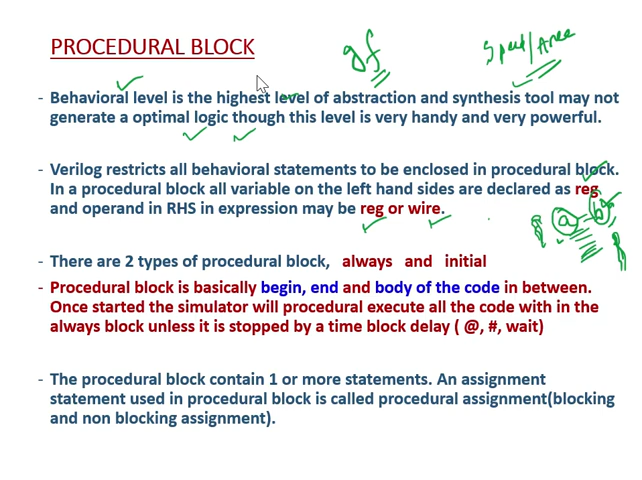 PROCEDURAL BLOCK
gf
Speed/Area
- Behavioral level is the highest level of abstraction and synthesis tool may not
generate a optimal logic though this level is very handy and very powerful.
- Verilog restricts all behavioral statements to be enclosed in procedural block.
In a procedural block all variable on the left hand sides are declared as reg
and operand in RHS in expression may be reg or wire.
a = b
- There are 2 types of procedural block, always and initial
- Procedural block is basically begin, end and body of the code in between.
Once started the simulator will procedural execute all the code with in the
always block unless it is stopped by a time block delay ( @, #, wait)
- The procedural block contain 1 or more statements. An assignment
statement used in procedural block is called procedural assignment(blocking
and non blocking assignment).